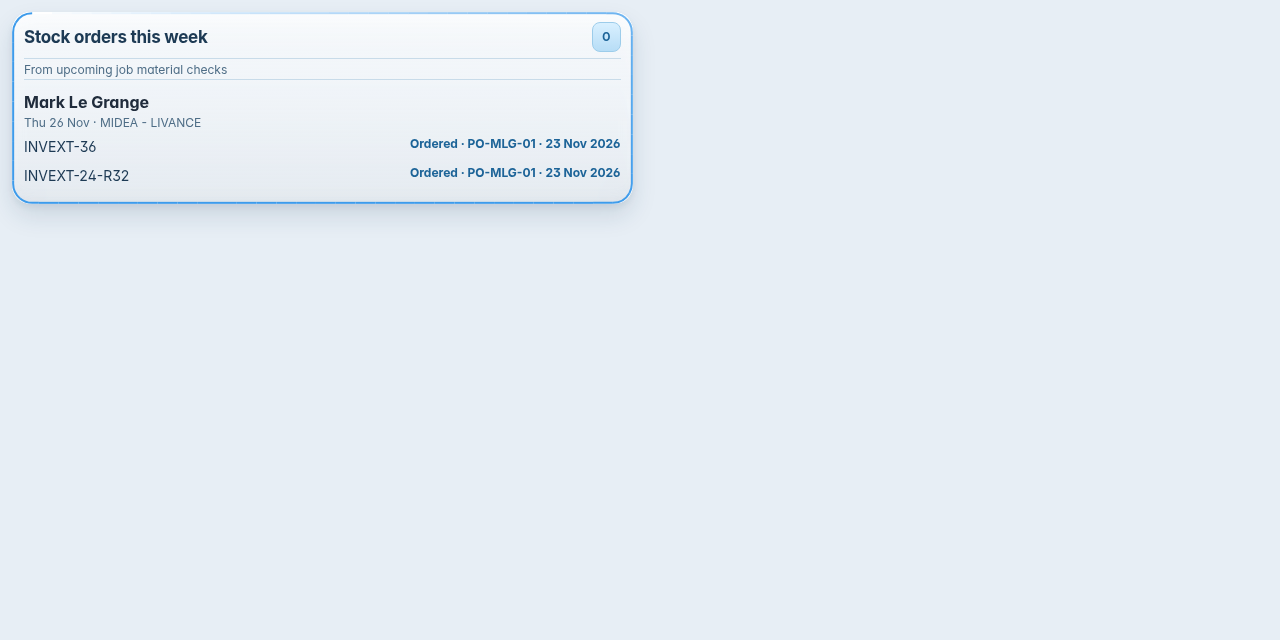 Stock orders this week
0
From upcoming job material checks
Mark Le Grange
Thu 26 Nov · MIDEA - LIVANCE
INVEXT-36
Ordered · PO-MLG-01 · 23 Nov 2026
INVEXT-24-R32
Ordered · PO-MLG-01 · 23 Nov 2026